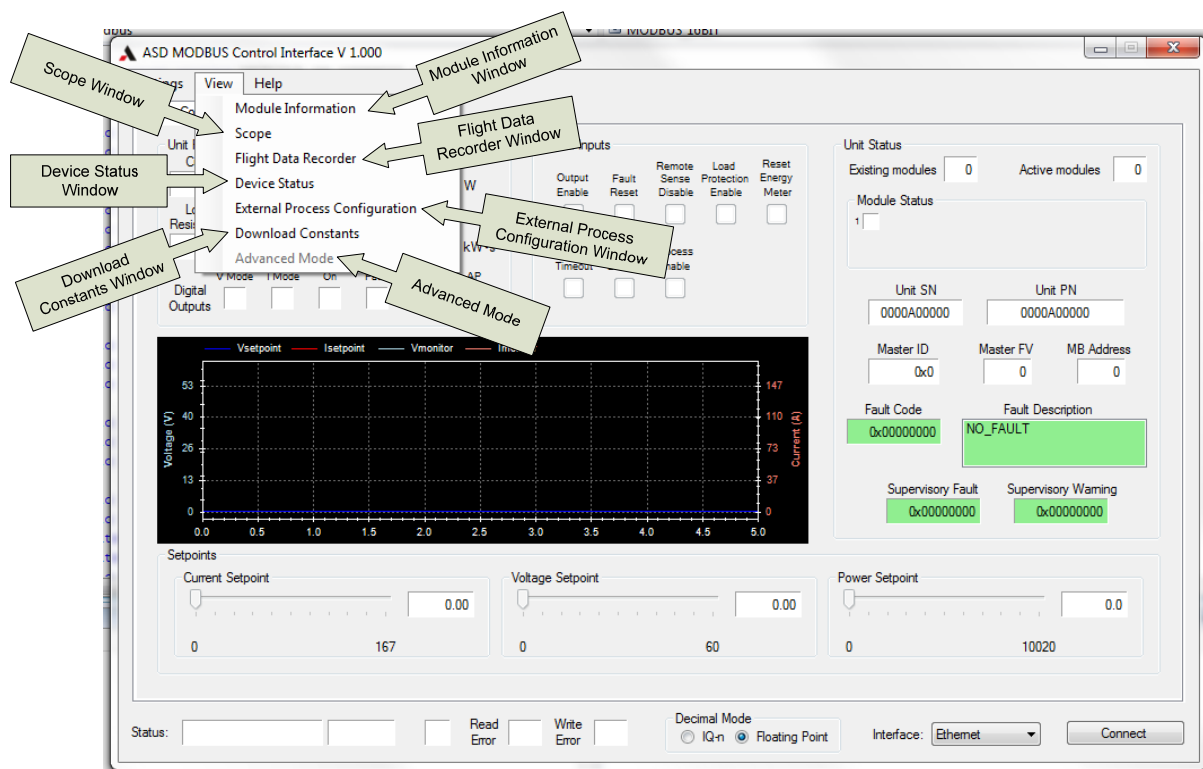 MODBUS 16BIT
ASD MODBUS Control Interface V 1.000
View Help
Module Information
Scope
Flight Data Recorder
Device Status
External Process Configuration
Download Constants
Advanced Mode
Scope Window
Module Information
Window
Flight Data
Recorder Window
Device Status
Window
External Process
Configuration Window
Download
Constants Window
Advanced Mode
W
Output
Enable
Fault
Reset
Remote
Sense
Disable
Load
Protection
Enable
Reset
Energy
Meter
Timeout
V Mode I Mode On
Digital
Outputs
Unit Status
Existing modules 0 Active modules 0
Module Status
1
Unit SN Unit PN
0000A00000 0000A00000
Master ID Master FV MB Address
0x0 0 0
Fault Code Fault Description
0x00000000 NO_FAULT
Supervisory Fault Supervisory Warning
0x00000000 0x00000000
Vsetpoint Isetpoint Vmonitor
Voltage (V)
53
40
26
13
0
147
110
73
37
0
Current (A)
0.0 0.5 1.0 1.5 2.0 2.5 3.0 3.5 4.0 4.5 5.0
Setpoints
Current Setpoint
0.00
0 167
Voltage Setpoint
0.00
0 60
Power Setpoint
0.0
0 10020
Status:
Read
Error
Write
Error
Decimal Mode
IQ-n Floating Point
Interface: Ethernet
Connect